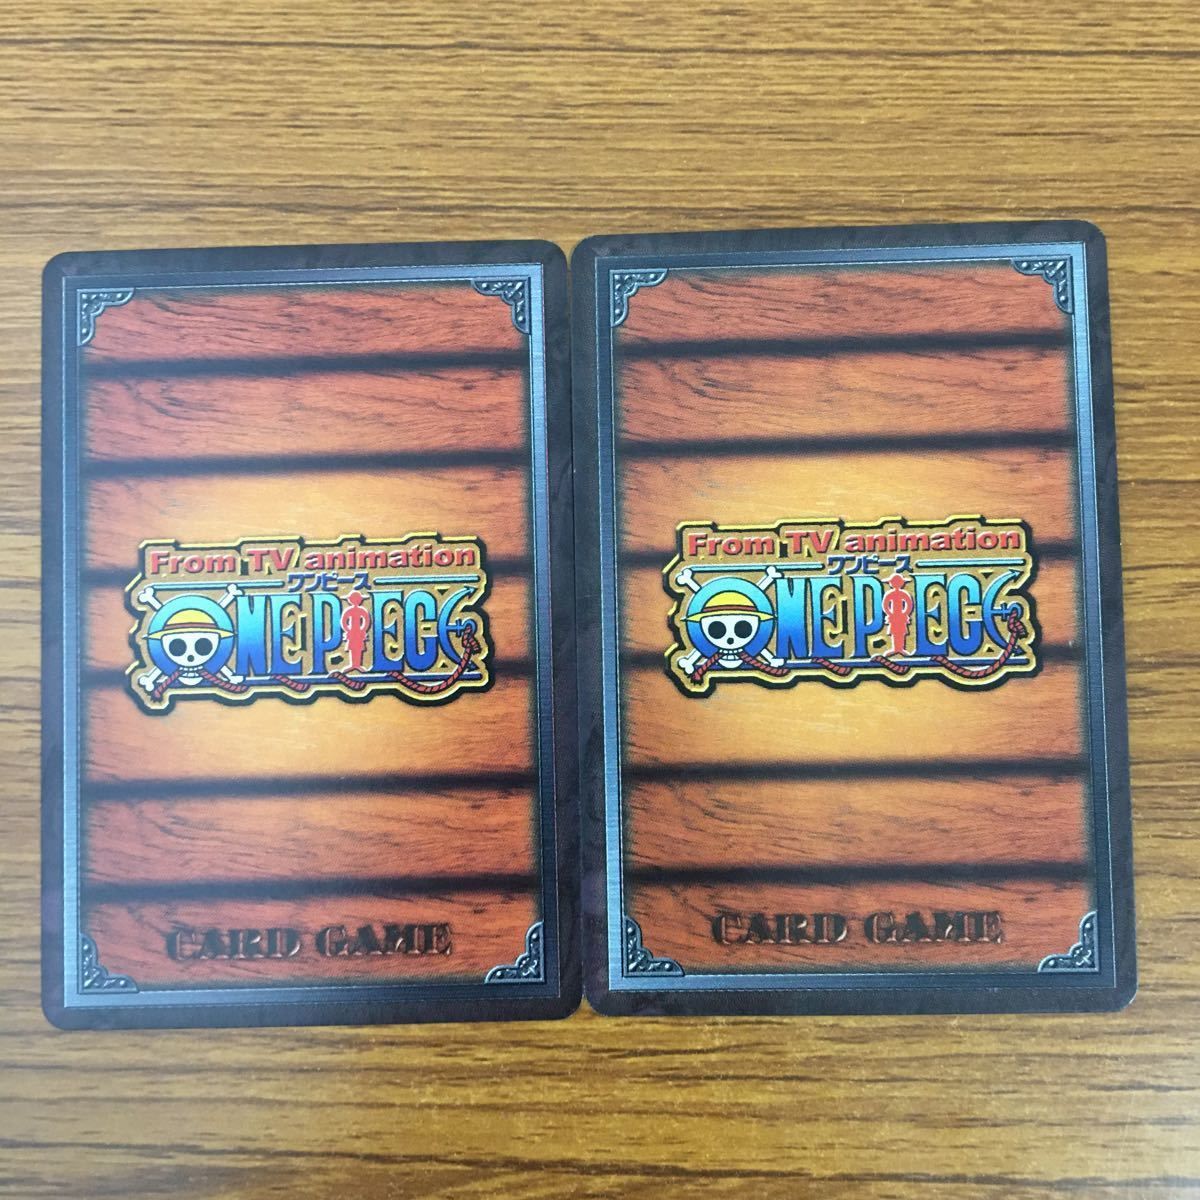 From TV animation
ワンピース
ONE PIECE
CARD GAME
From TV animation
ワンピース
ONE PIECE
CARD GAME